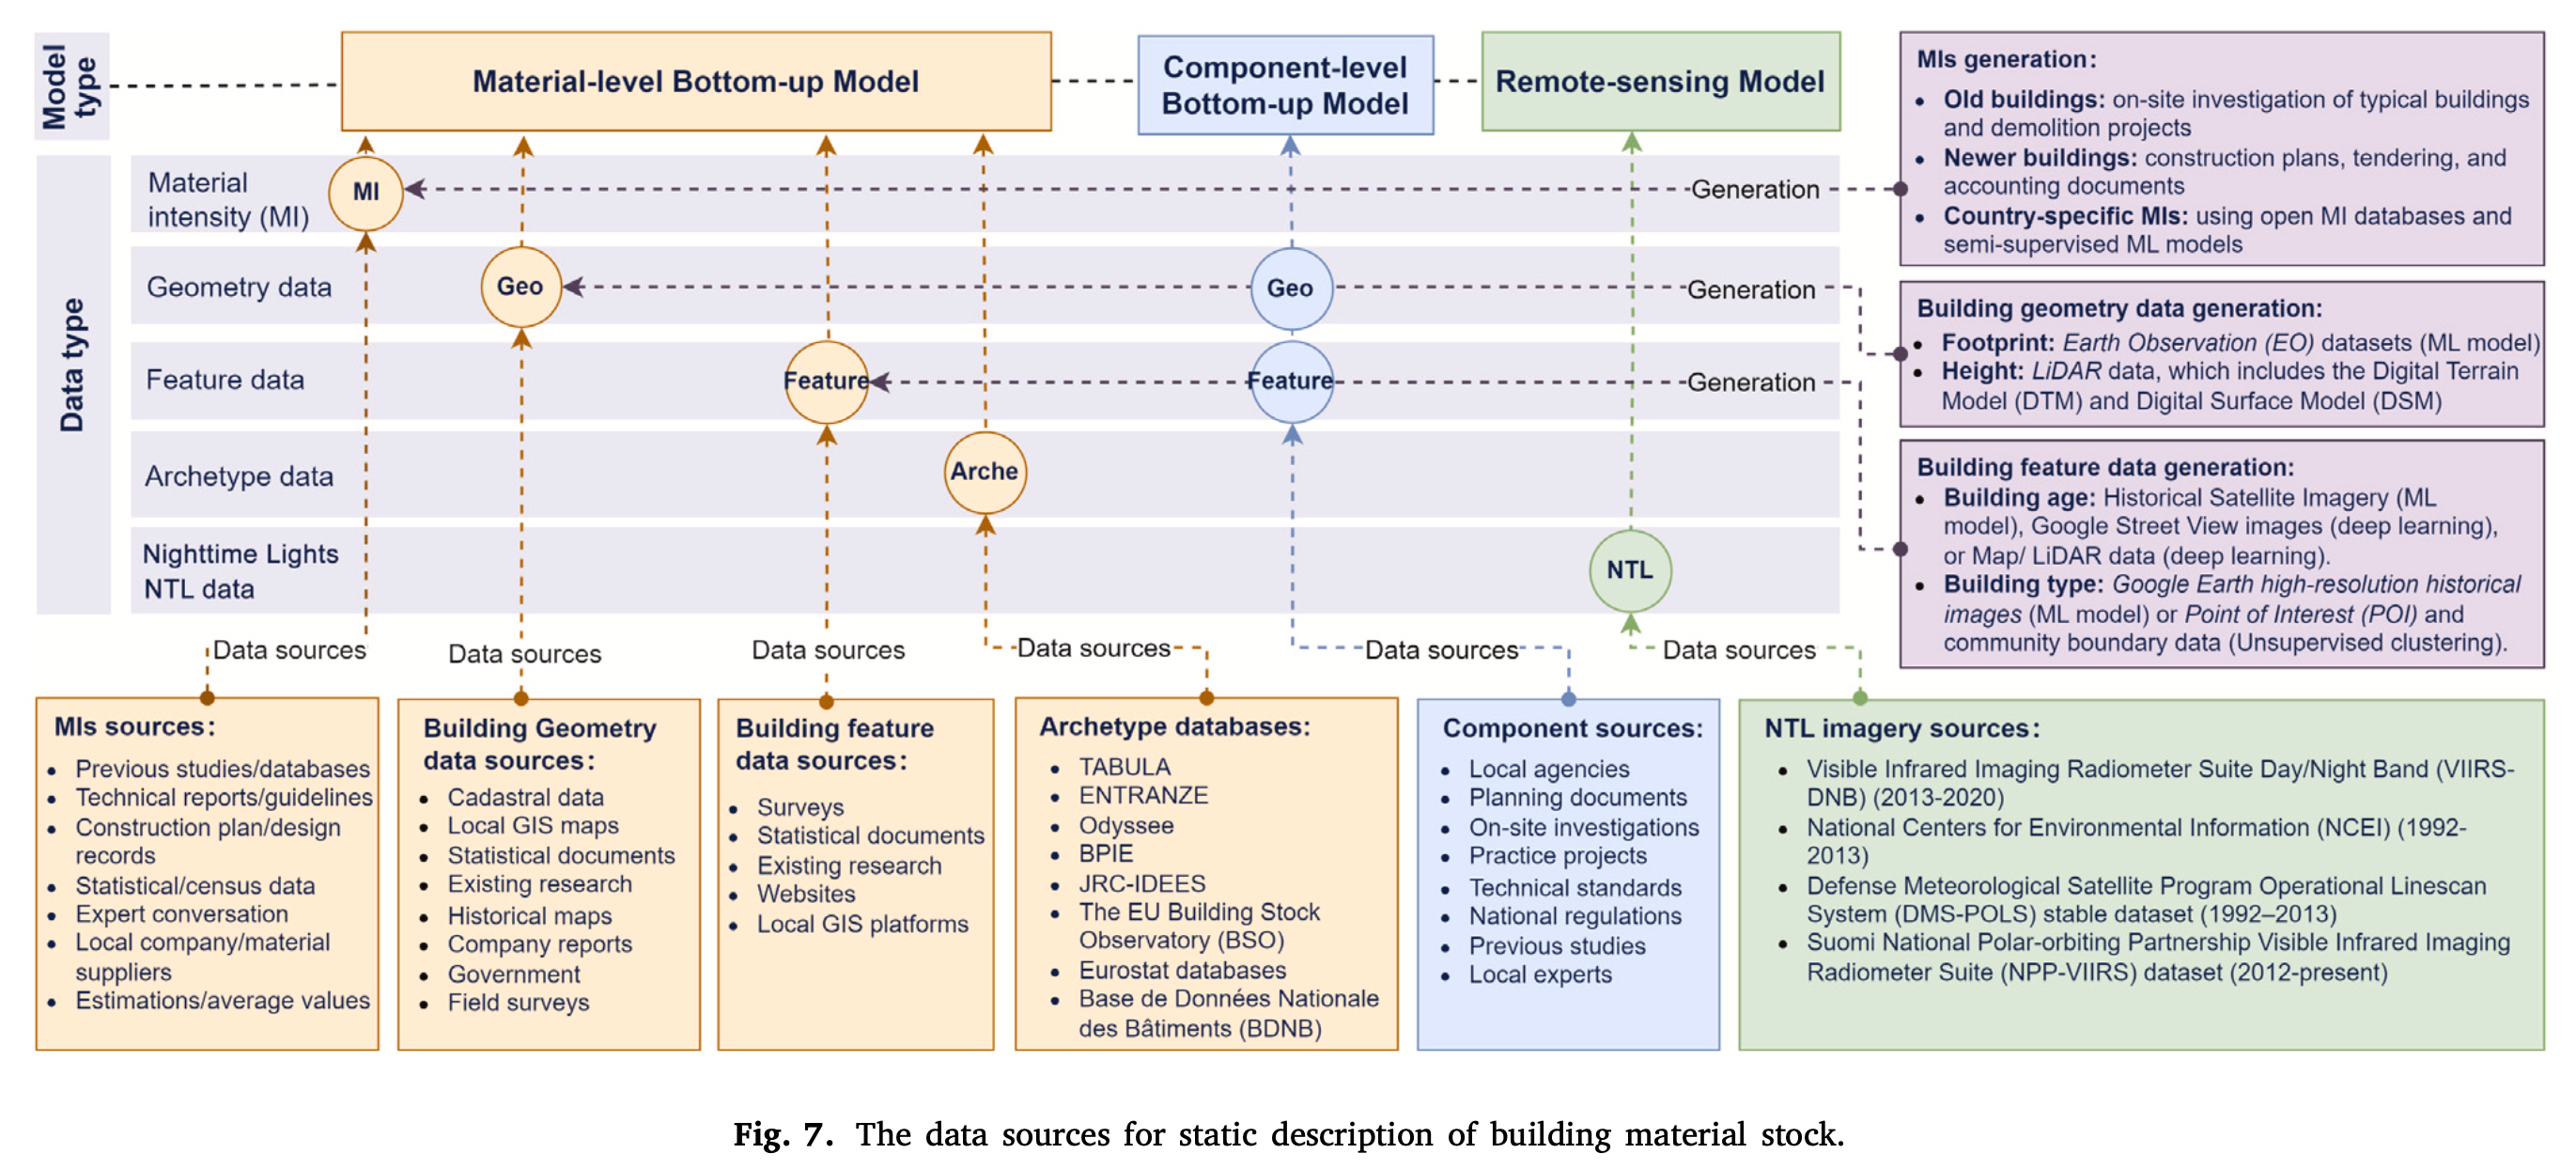 Model
type
Material-level Bottom-up Model
Component-level
Bottom-up Model
Remote-sensing Model
Data type
Material
intensity (MI)
MI
Generation
Geometry data
Geo
Geo
Generation
Feature data
Feature
Feature
Generation
Archetype data
Arche
Nighttime Lights
NTL data
NTL
MIs generation:
• Old buildings: on-site investigation of typical buildings
and demolition projects
• Newer buildings: construction plans, tendering, and
accounting documents
• Country-specific MIs: using open MI databases and
semi-supervised ML models
Building geometry data generation:
• Footprint: Earth Observation (EO) datasets (ML model)
• Height: LiDAR data, which includes the Digital Terrain
Model (DTM) and Digital Surface Model (DSM)
Building feature data generation:
• Building age: Historical Satellite Imagery (ML
model), Google Street View images (deep learning),
or Map/ LiDAR data (deep learning).
• Building type: Google Earth high-resolution historical
images (ML model) or Point of Interest (POI) and
community boundary data (Unsupervised clustering).
Data sources
Data sources
Data sources
Data sources
Data sources
Data sources
MIs sources:
• Previous studies/databases
• Technical reports/guidelines
• Construction plan/design
records
• Statistical/census data
• Expert conversation
• Local company/material
suppliers
• Estimations/average values
Building Geometry
data sources:
• Cadastral data
• Local GIS maps
• Statistical documents
• Existing research
• Historical maps
• Company reports
• Government
• Field surveys
Building feature
data sources:
• Surveys
• Statistical documents
• Existing research
• Websites
• Local GIS platforms
Archetype databases:
• TABULA
• ENTRANZE
• Odyssee
• BPIE
• JRC-IDEES
• The EU Building Stock
Observatory (BSO)
• Eurostat databases
• Base de Données Nationale
des Bâtiments (BDNB)
Component sources:
• Local agencies
• Planning documents
• On-site investigations
• Practice projects
• Technical standards
• National regulations
• Previous studies
• Local experts
NTL imagery sources:
• Visible Infrared Imaging Radiometer Suite Day/Night Band (VIIRS-
DNB) (2013-2020)
• National Centers for Environmental Information (NCEI) (1992-
2013)
• Defense Meteorological Satellite Program Operational Linescan
System (DMS-POLS) stable dataset (1992–2013)
• Suomi National Polar-orbiting Partnership Visible Infrared Imaging
Radiometer Suite (NPP-VIIRS) dataset (2012-present)
Fig. 7. The data sources for static description of building material stock.